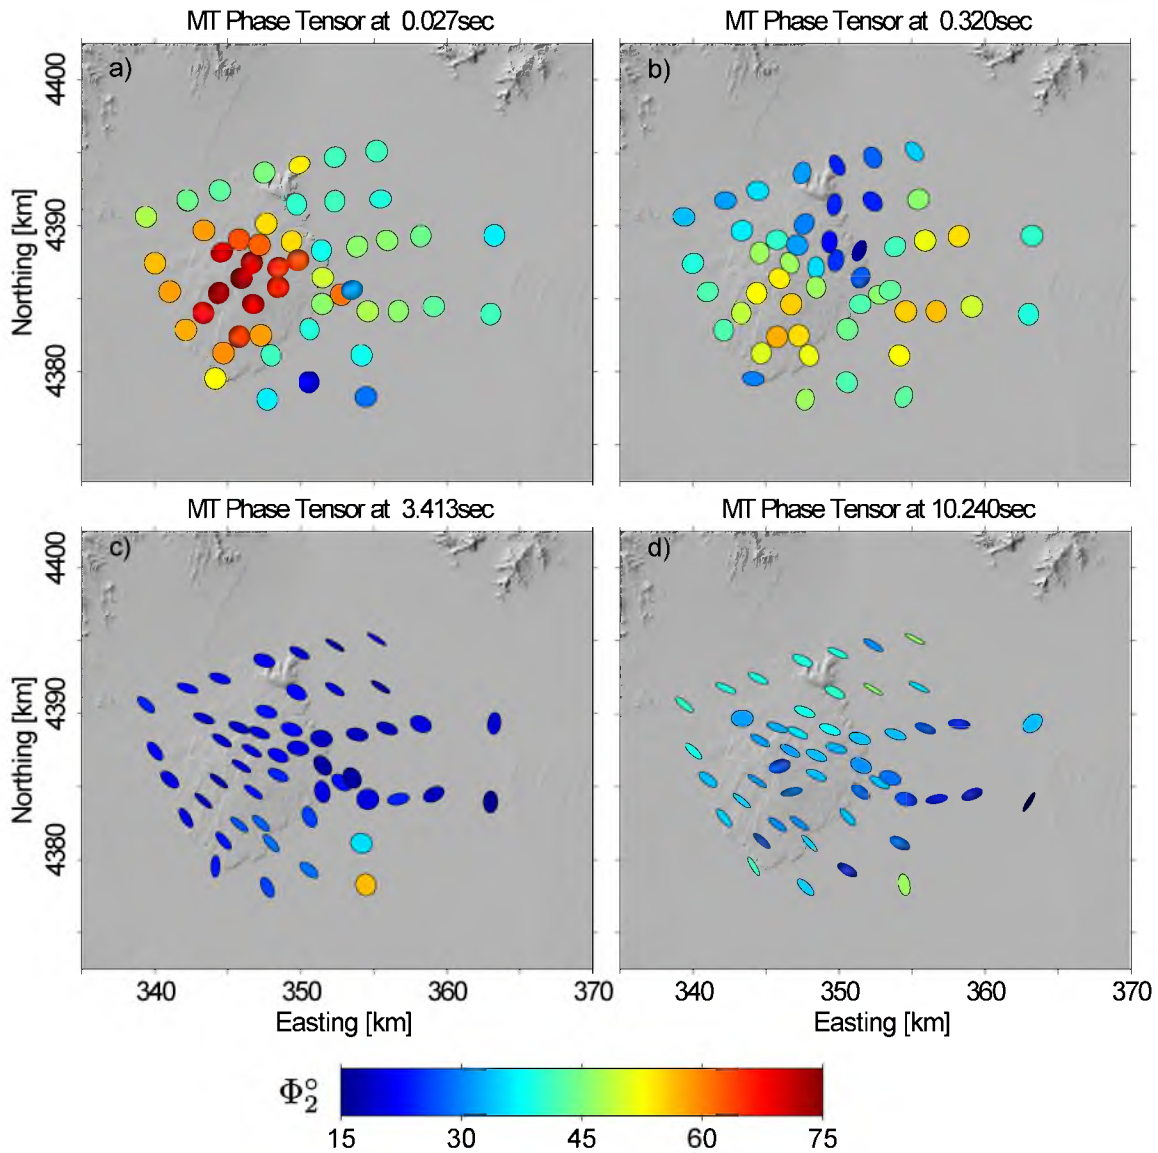 MT Phase Tensor at 0.027sec
MT Phase Tensor at 0.320sec
a)
b)
4400
4390
4380
Northing [km]
MT Phase Tensor at 3.413sec
MT Phase Tensor at 10.240sec
c)
d)
4400
4390
4380
Northing [km]
340 350 360 370
340 350 360 370
Easting [km]
Easting [km]
Φ₂°
15 30 45 60 75